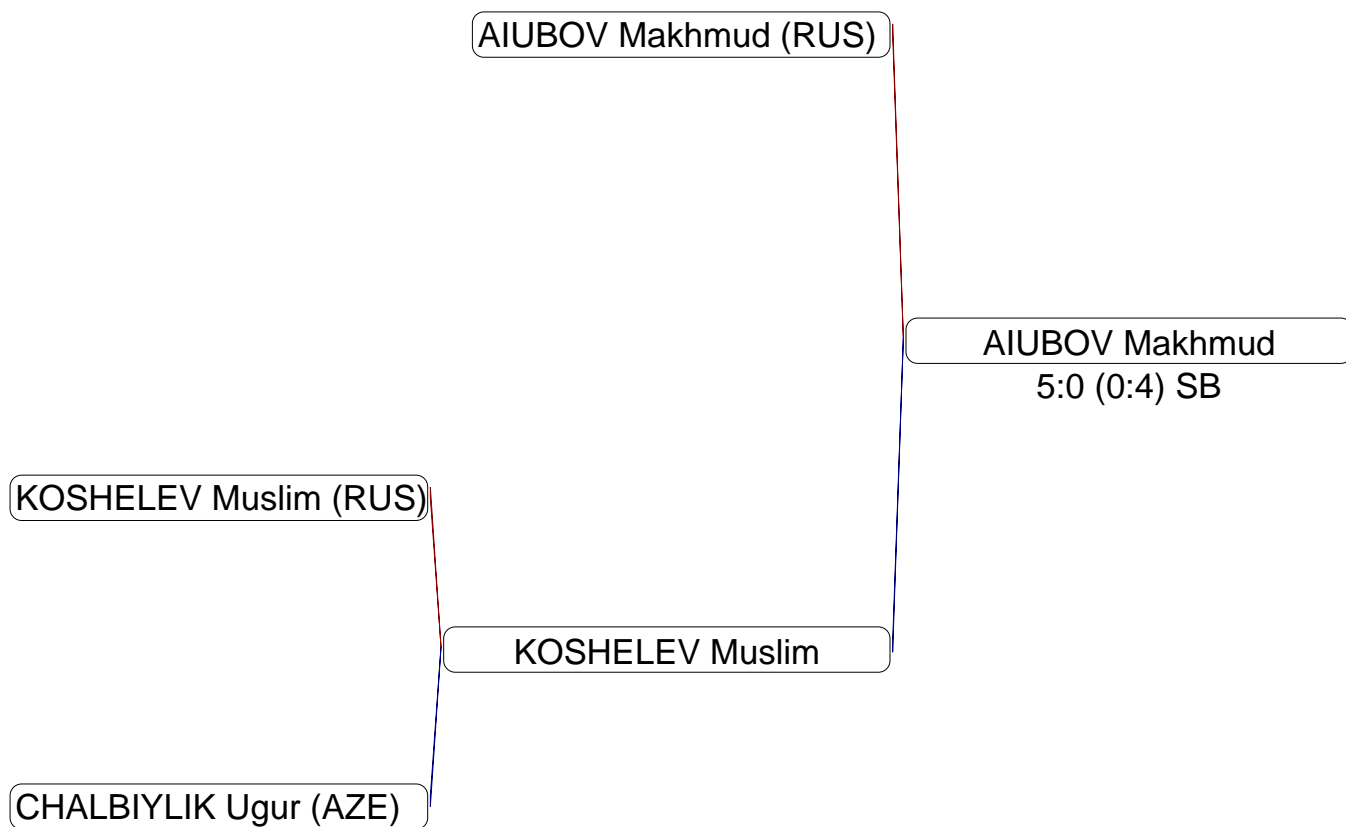 AIUBOV Makhmud (RUS)
AIUBOV Makhmud
5:0 (0:4) SB
KOSHELEV Muslim (RUS)
KOSHELEV Muslim
CHALBIYLIK Ugur (AZE)